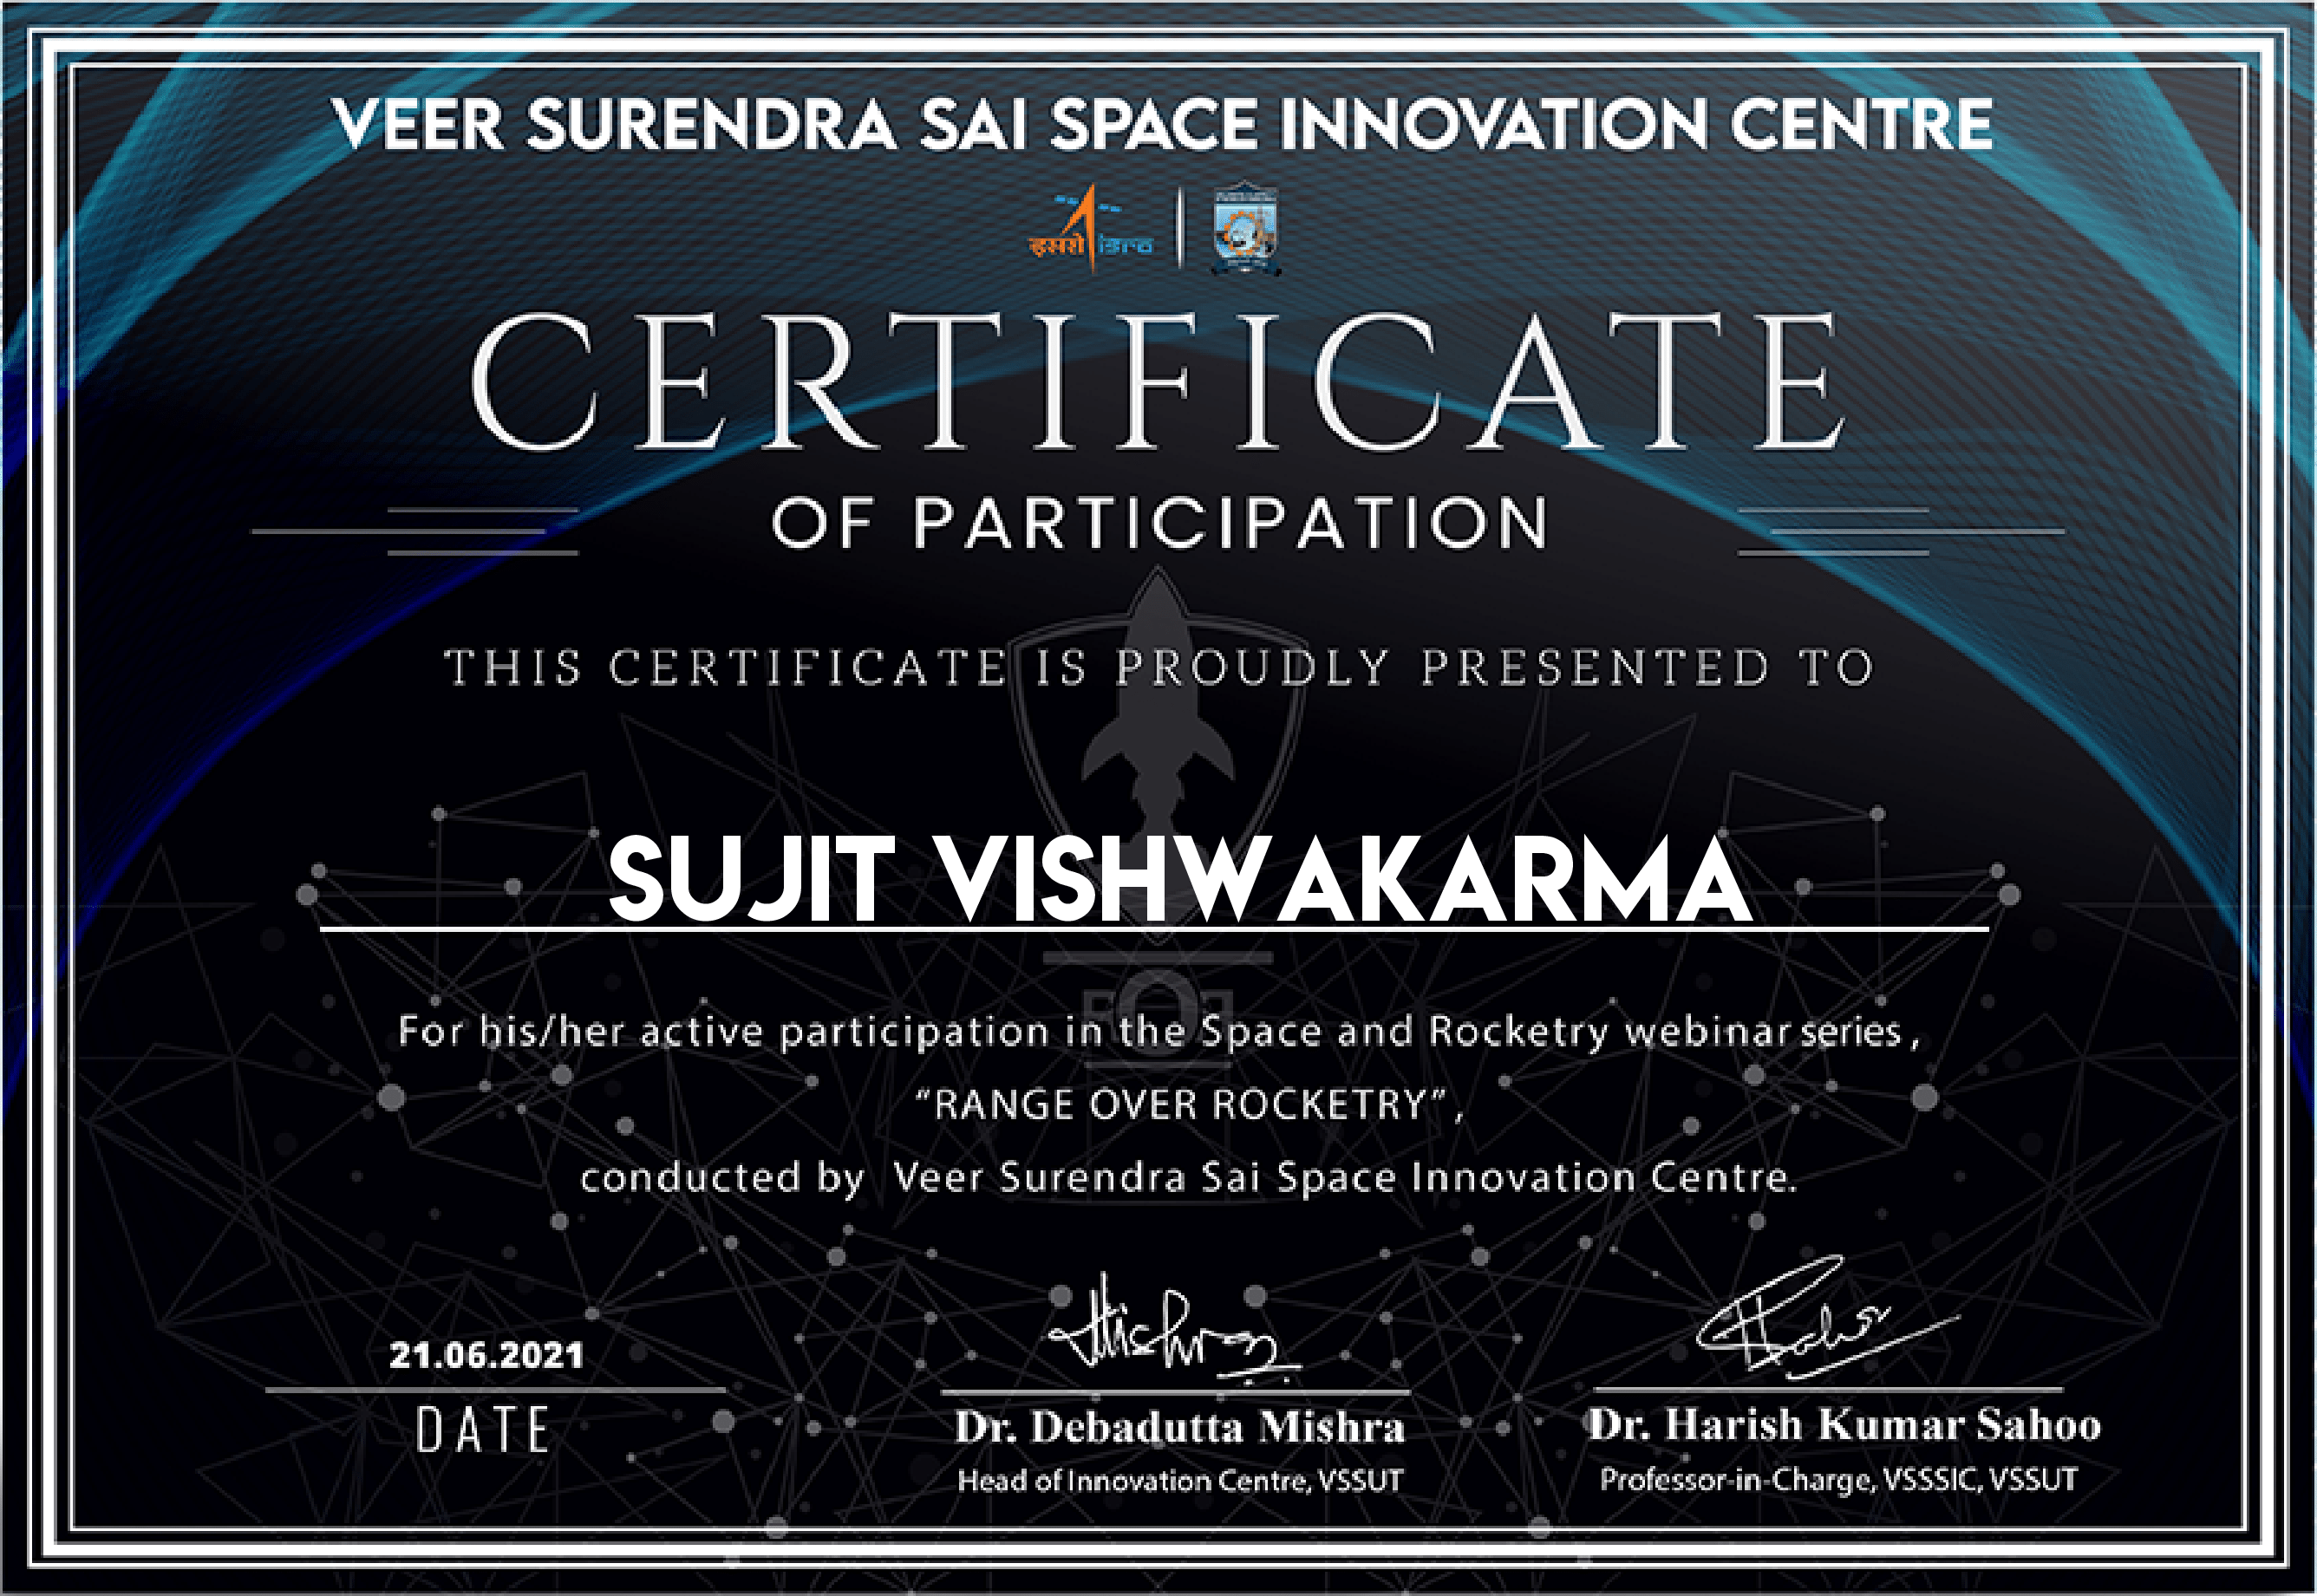 VEER SURENDRA SAI SPACE INNOVATION CENTRE
इसरो isro
CERTIFICATE
OF PARTICIPATION
THIS CERTIFICATE IS PROUDLY PRESENTED TO
SUJIT VISHWAKARMA
For his/her active participation in the Space and Rocketry webinar series,
“RANGE OVER ROCKETRY”,
conducted by Veer Surendra Sai Space Innovation Centre.
21.06.2021
DATE
Dr. Debadutta Mishra
Head of Innovation Centre, VSSUT
Dr. Harish Kumar Sahoo
Professor-in-Charge, VSSSIC, VSSUT